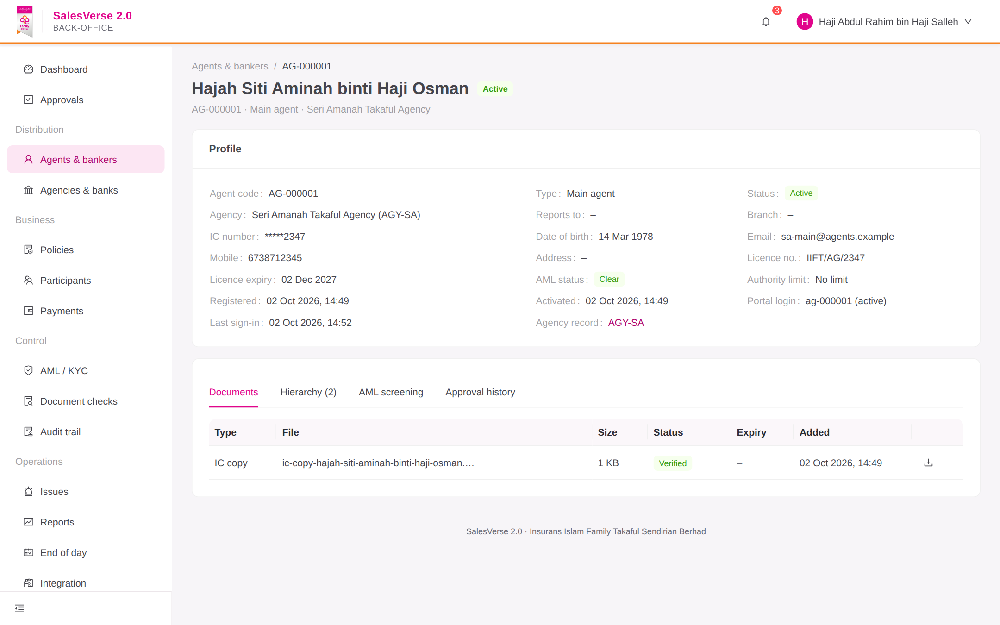 SalesVerse 2.0
BACK-OFFICE
Family
Takaful
3
H
Haji Abdul Rahim bin Haji Salleh
Dashboard
Approvals
Distribution
Agents & bankers
Agencies & banks
Business
Policies
Participants
Payments
Control
AML / KYC
Document checks
Audit trail
Operations
Issues
Reports
End of day
Integration
Agents & bankers / AG-000001
Hajah Siti Aminah binti Haji Osman Active
AG-000001 · Main agent · Seri Amanah Takaful Agency
Profile
Agent code : AG-000001 Type : Main agent Status : Active
Agency : Seri Amanah Takaful Agency (AGY-SA) Reports to : – Branch : –
IC number : *****2347 Date of birth : 14 Mar 1978 Email : sa-main@agents.example
Mobile : 6738712345 Address : – Licence no. : IIFT/AG/2347
Licence expiry : 02 Dec 2027 AML status : Clear Authority limit : No limit
Registered : 02 Oct 2026, 14:49 Activated : 02 Oct 2026, 14:49 Portal login : ag-000001 (active)
Last sign-in : 02 Oct 2026, 14:52 Agency record : AGY-SA
Documents Hierarchy (2) AML screening Approval history
Type File Size Status Expiry Added
IC copy ic-copy-hajah-siti-aminah-binti-haji-osman.… 1 KB Verified – 02 Oct 2026, 14:49
SalesVerse 2.0 · Insurans Islam Family Takaful Sendirian Berhad